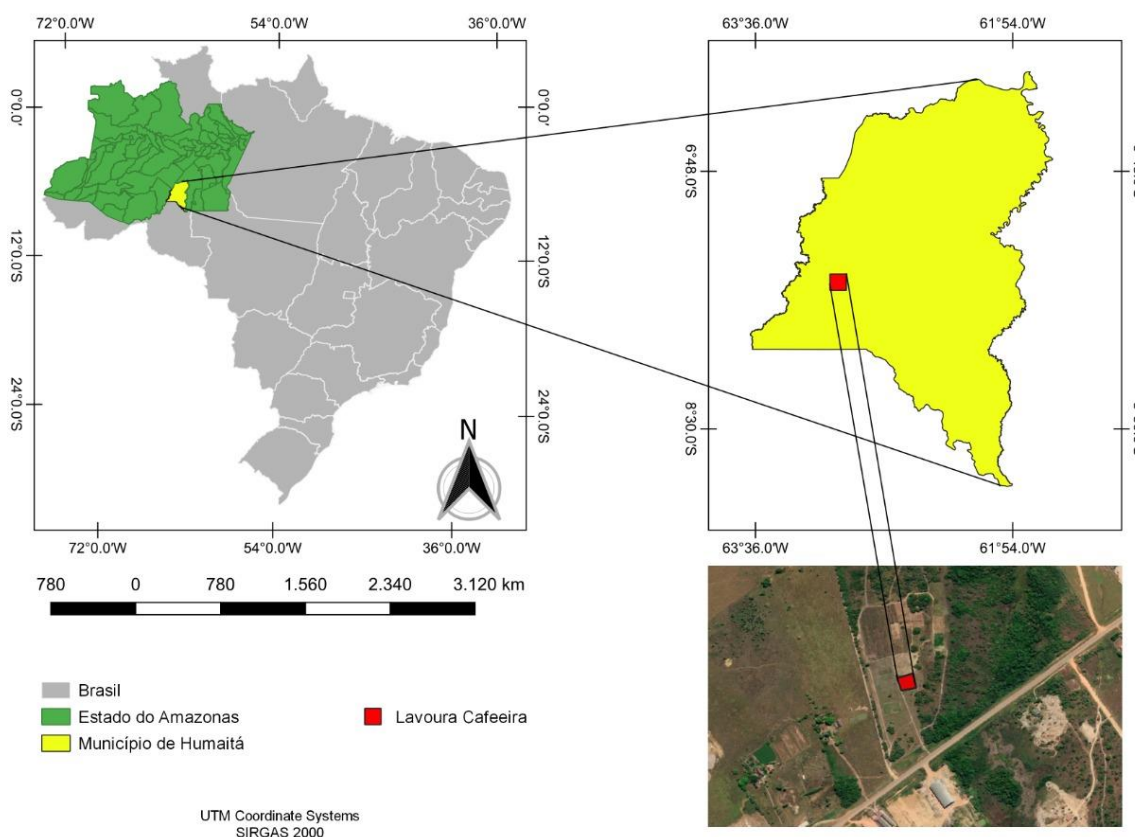 72°0.0.W 54°0.0.W 36°0.0.W
63°36.0.W 61°54.0.W
0°0.0.'
0°0.0.'
6°48.0.S
12°0.0.S
12°0.0.S
24°0.0.S
24°0.0.S
8°30.0.S
N
72°0.0.W 54°0.0.W 36°0.0.W
63°36.0.W 61°54.0.W
780 0 780 1.560 2.340 3.120 km
Brasil
Estado do Amazonas
Lavoura Cafeeira
Município de Humaitá
UTM Coordinate Systems
SIRGAS 2000